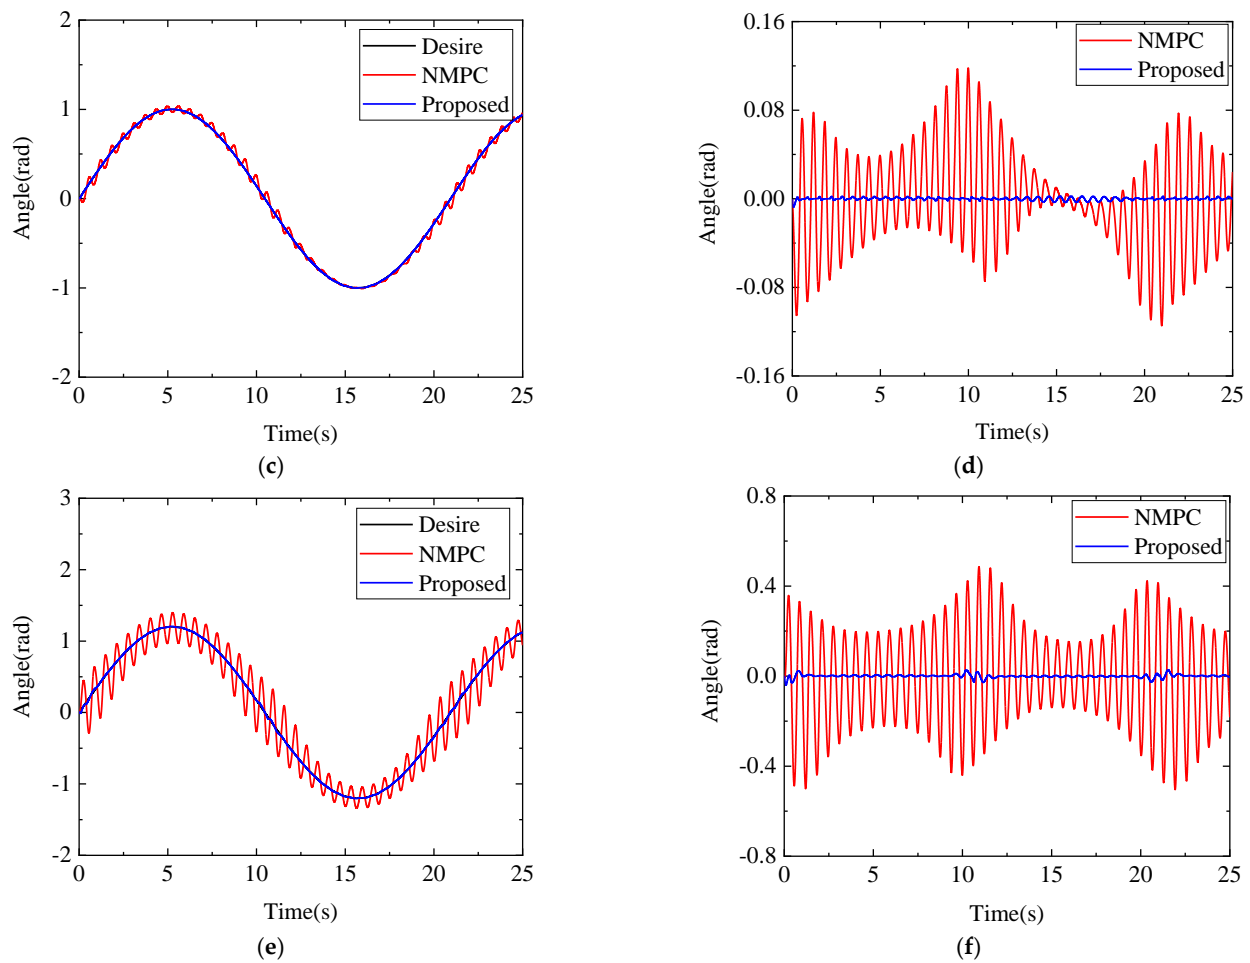 2
1
0
-1
-2
Angle(rad)
Desire
NMPC
Proposed
0
5
10
15
20
25
Time(s)
(c)
0.16
0.08
0.00
-0.08
-0.16
Angle(rad)
NMPC
Proposed
0
5
10
15
20
25
Time(s)
(d)
3
2
1
0
-1
-2
Angle(rad)
Desire
NMPC
Proposed
0
5
10
15
20
25
Time(s)
(e)
0.8
0.4
0.0
-0.4
-0.8
Angle(rad)
NMPC
Proposed
0
5
10
15
20
25
Time(s)
(f)